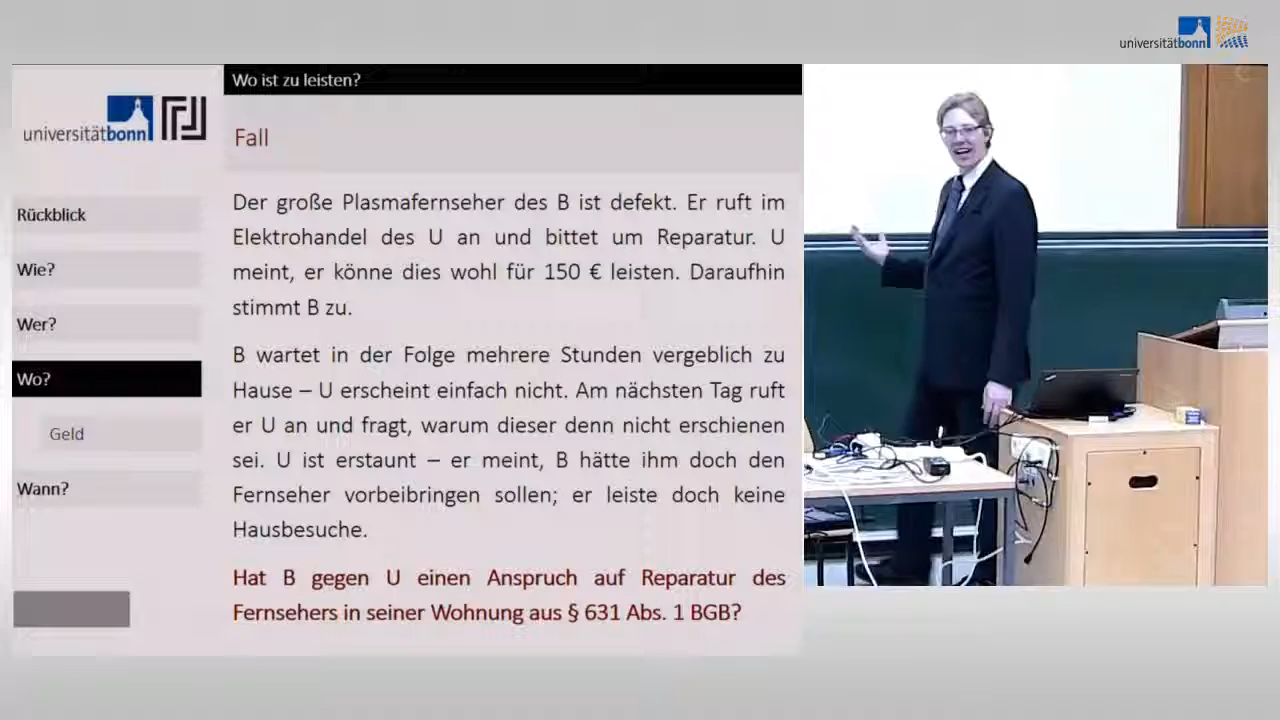 universitätbonn
Wo ist zu leisten?
universitätbonn
Fall
Rückblick
Wie?
Wer?
Wo?
Geld
Wann?
Der große Plasmafernseher des B ist defekt. Er ruft im
Elektrohandel des U an und bittet um Reparatur. U
meint, er könne dies wohl für 150 € leisten. Daraufhin
stimmt B zu.
B wartet in der Folge mehrere Stunden vergeblich zu
Hause – U erscheint einfach nicht. Am nächsten Tag ruft
er U an und fragt, warum dieser denn nicht erschienen
sei. U ist erstaunt – er meint, B hätte ihm doch den
Fernseher vorbeibringen sollen; er leiste doch keine
Hausbesuche.
Hat B gegen U einen Anspruch auf Reparatur des
Fernsehers in seiner Wohnung aus § 631 Abs. 1 BGB?